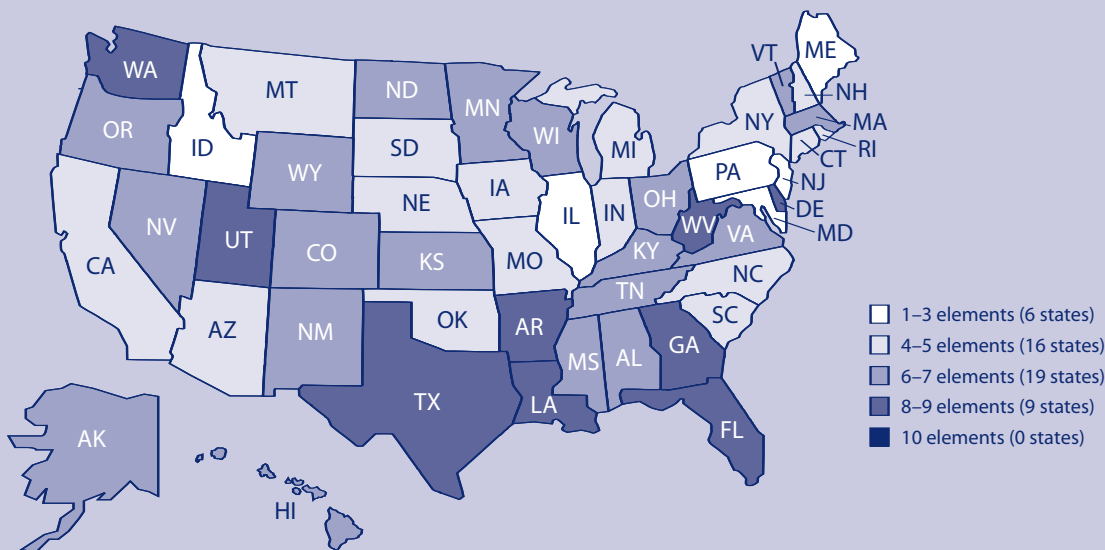 WA
MT
ND
MN
ME
VT
NH
OR
ID
SD
WI
MI
NY
MA
RI
CT
WY
IA
PA
NJ
NE
OH
DE
NV
UT
IL
IN
WV
VA
MD
CA
CO
KS
MO
KY
NC
TN
AZ
NM
OK
AR
SC
MS
AL
GA
TX
LA
FL
AK
HI
1–3 elements (6 states)
4–5 elements (16 states)
6–7 elements (19 states)
8–9 elements (9 states)
10 elements (0 states)